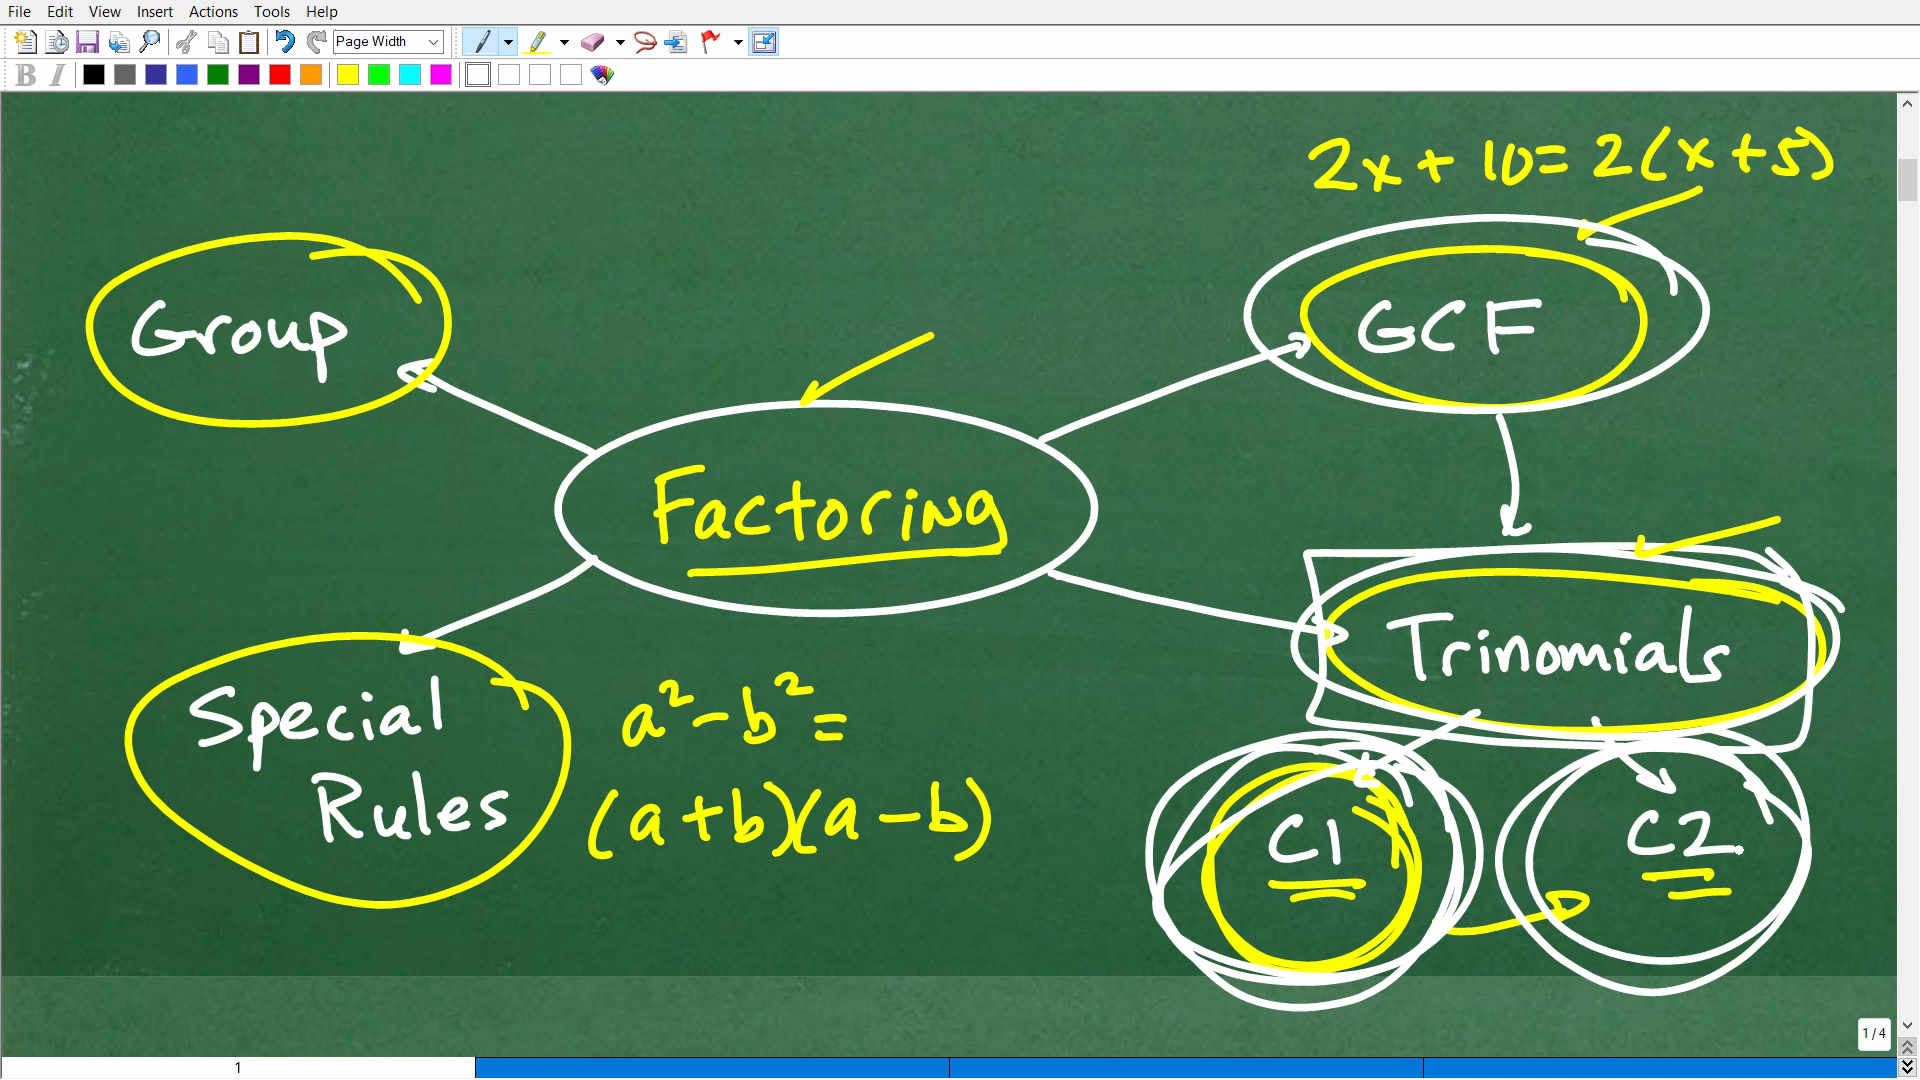 File Edit View Insert Actions Tools Help
Page Width
B I
2x + 10 = 2(x + 5)
Group
GCF
Factoring
Trinomials
Special
Rules
a² - b² =
(a + b)(a - b)
C1
C2
1 / 4
1